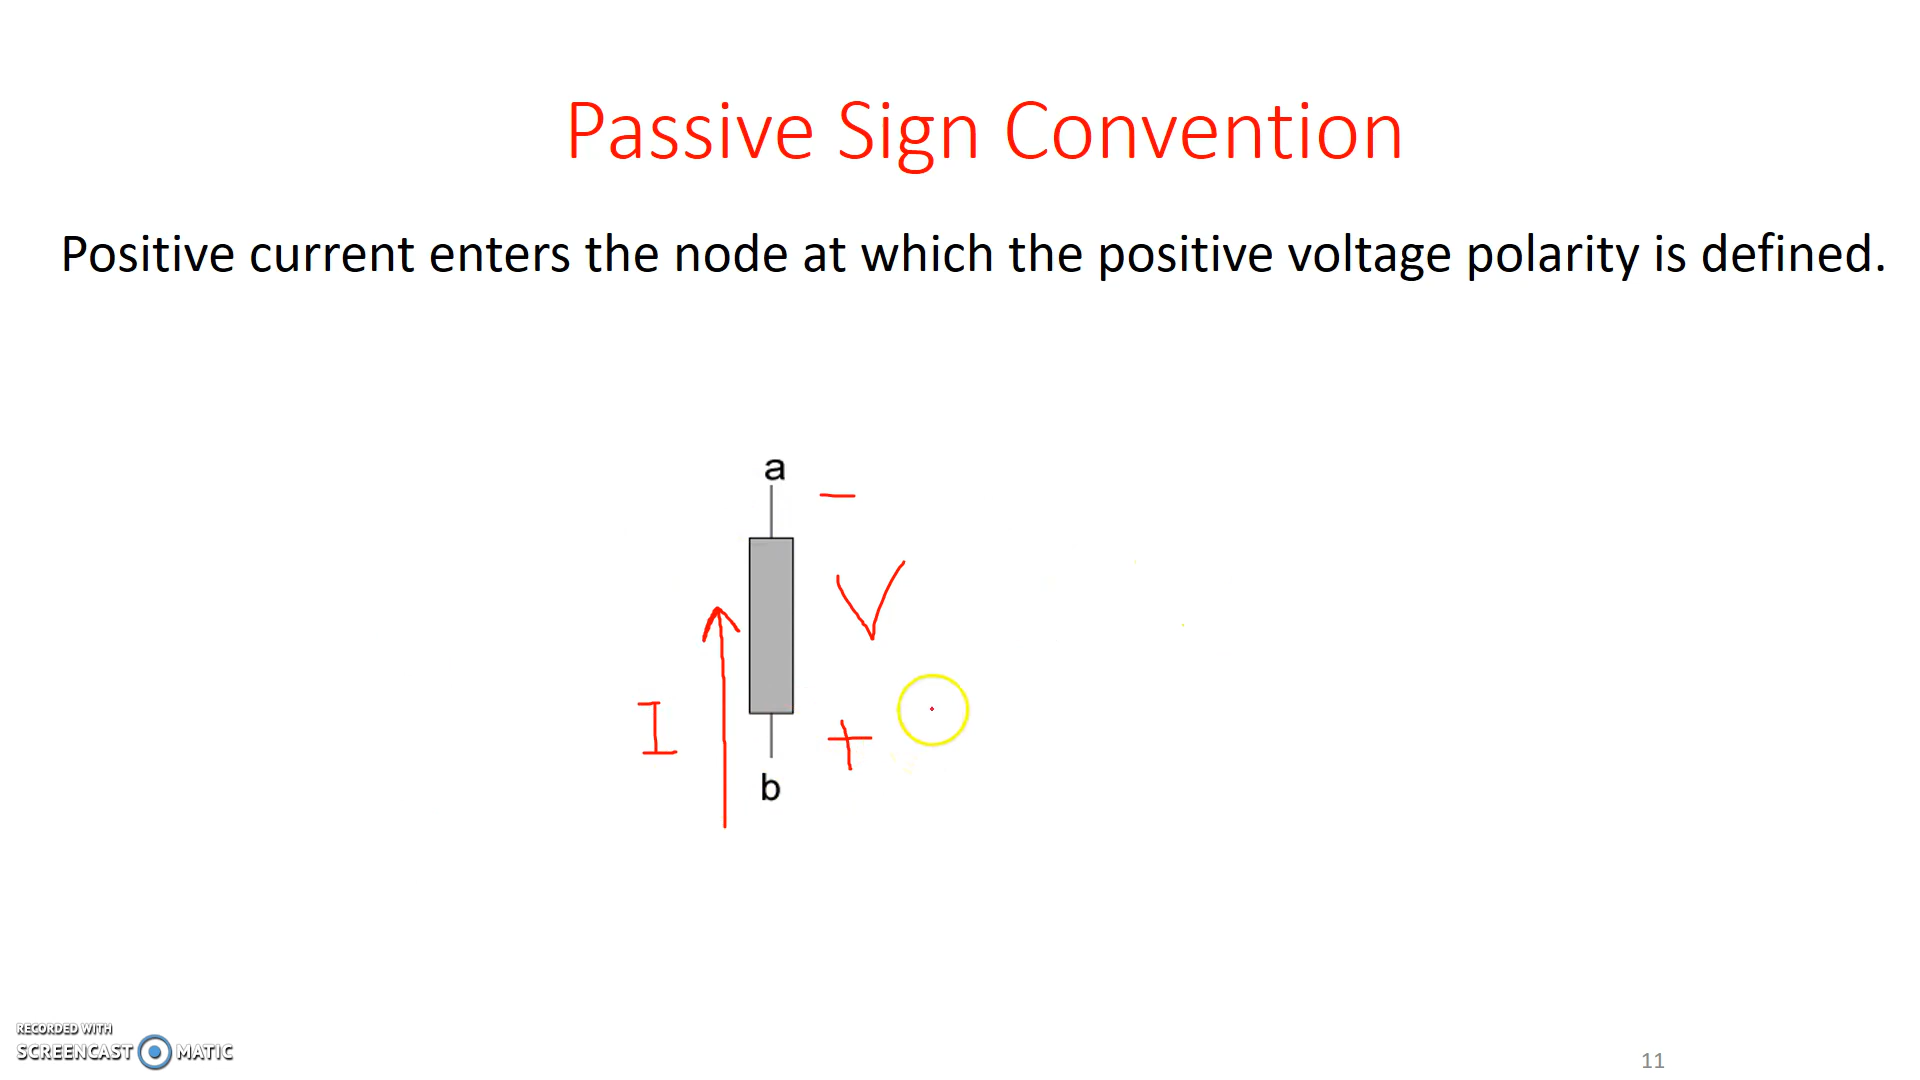 Passive Sign Convention
Positive current enters the node at which the positive voltage polarity is defined.
a −
V
I
+
b
RECORDED WITH
SCREENCAST MATIC
11